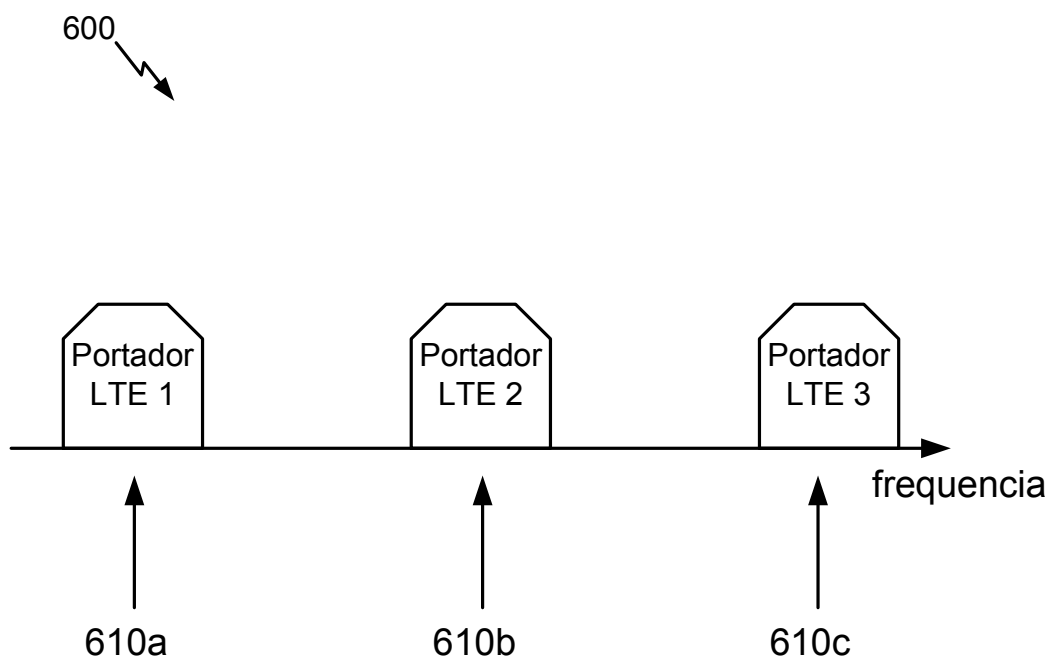 600
Portador
LTE 1
Portador
LTE 2
Portador
LTE 3
frequencia
610a
610b
610c